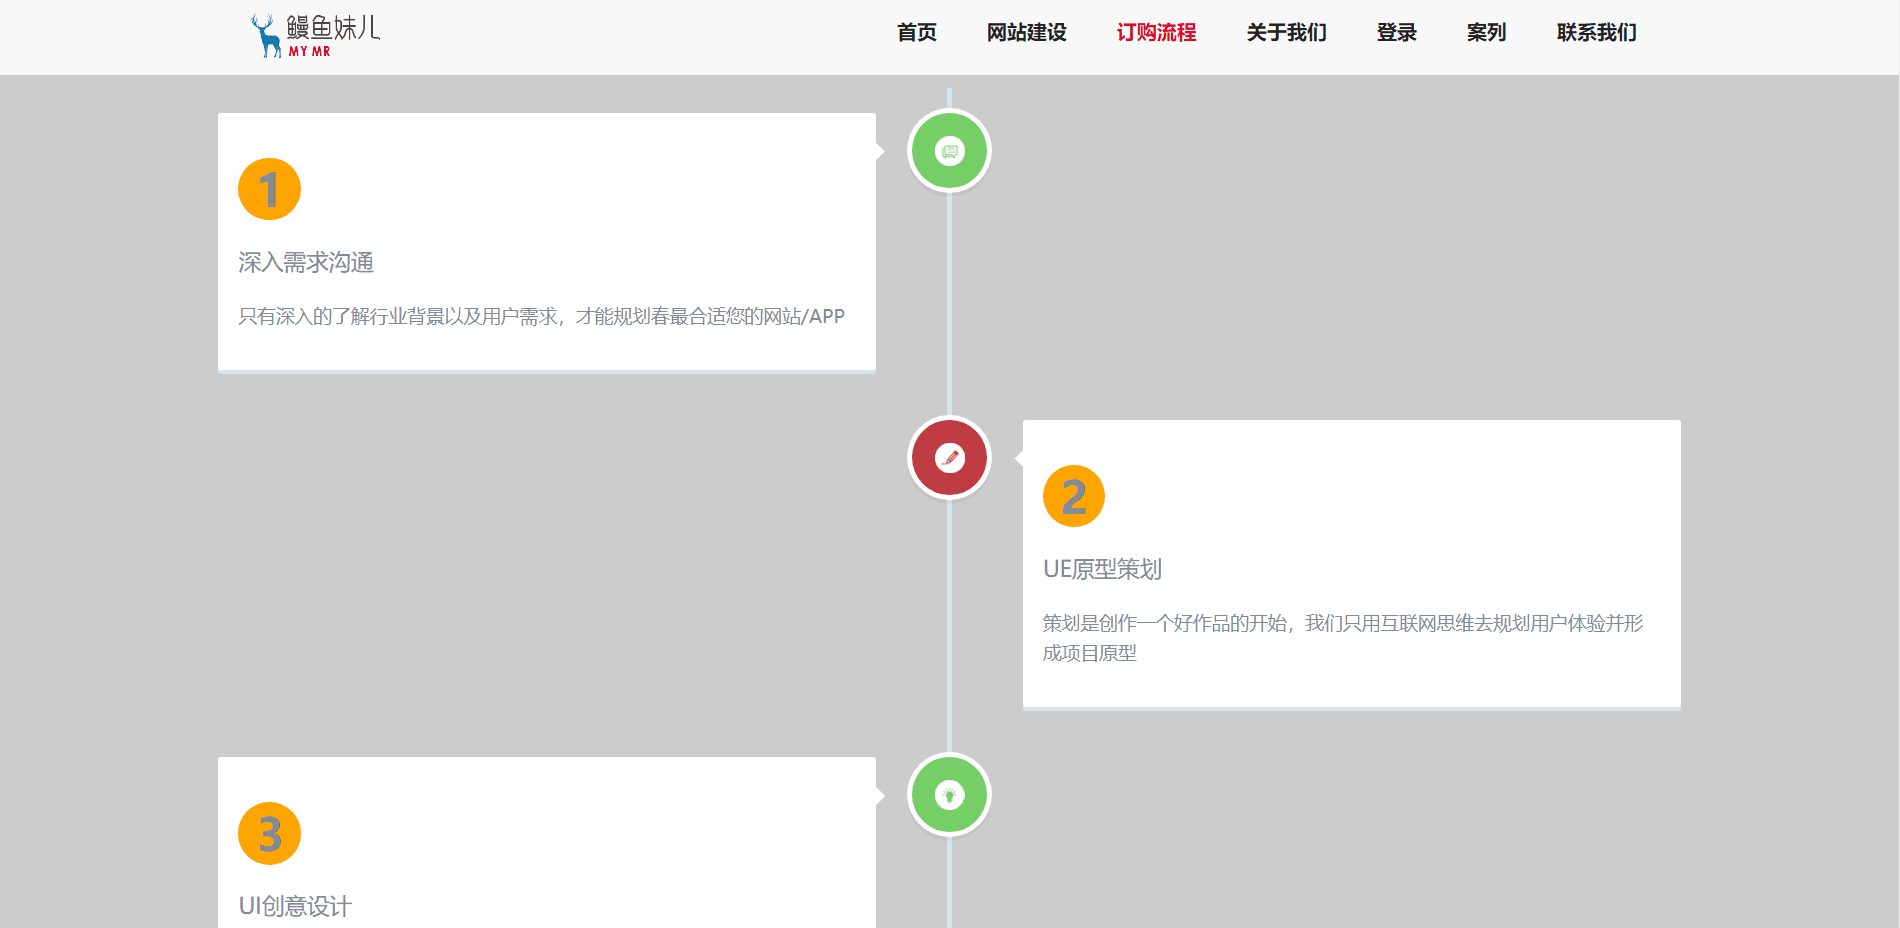 鳗鱼妹儿
MY MR
首页 网站建设 订购流程 关于我们 登录 案列 联系我们
1
深入需求沟通
只有深入的了解行业背景以及用户需求，才能规划春最合适您的网站/APP
2
UE原型策划
策划是创作一个好作品的开始，我们只用互联网思维去规划用户体验并形
成项目原型
3
UI创意设计